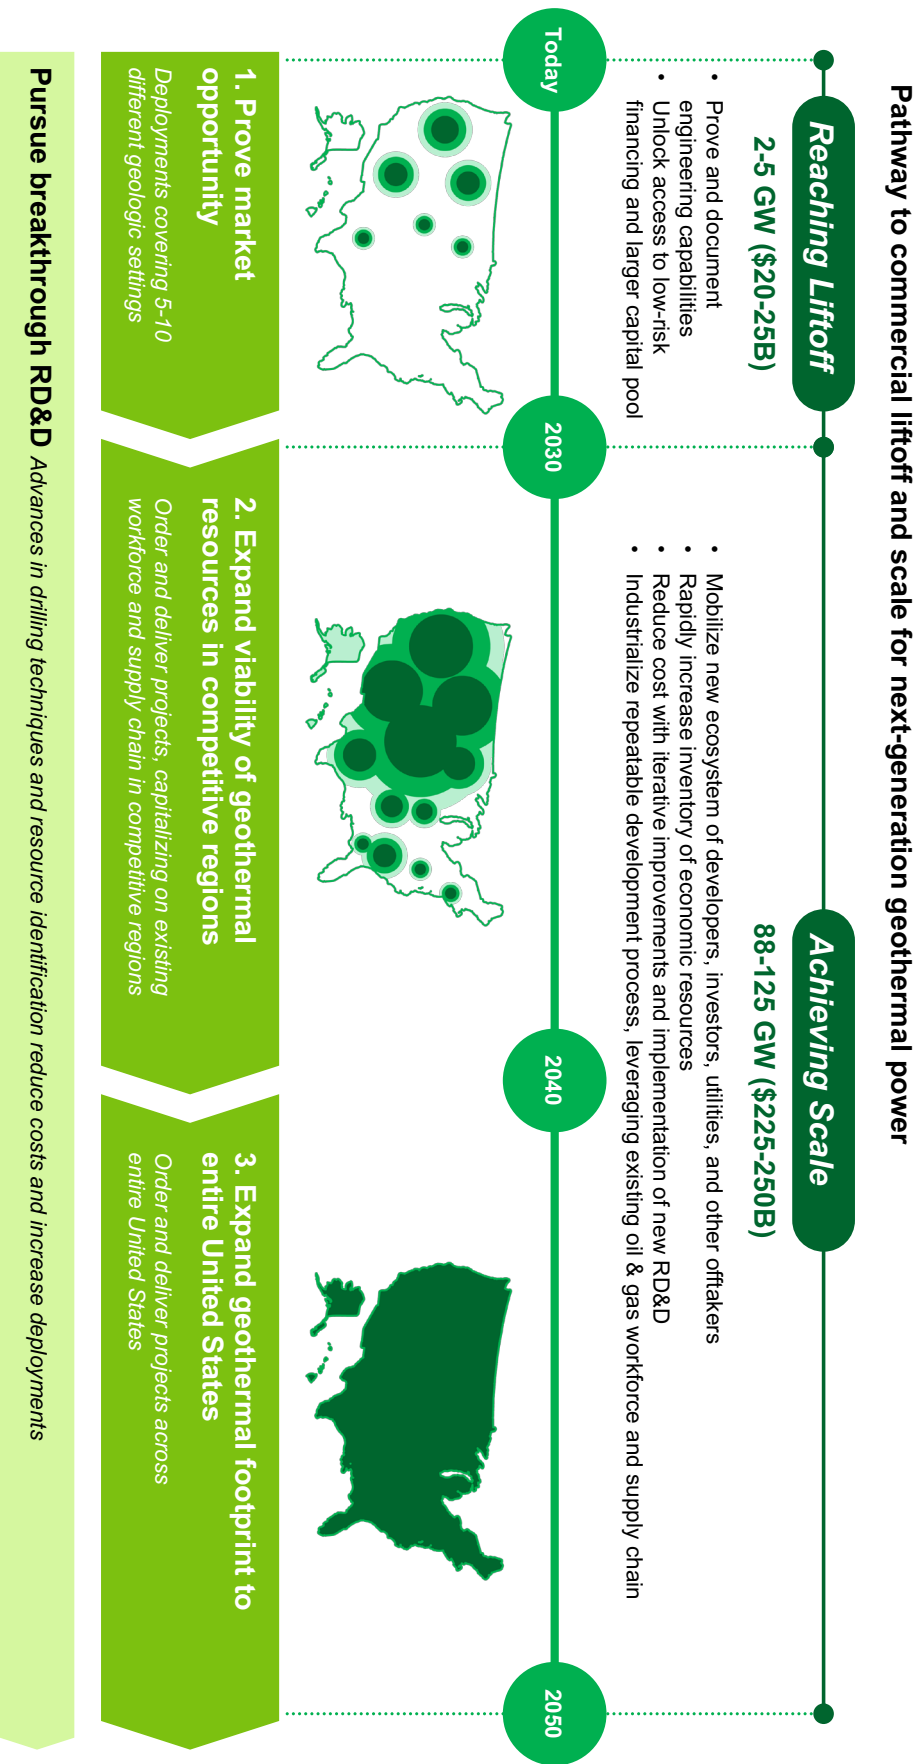 Pathway to commercial liftoff and scale for next-generation geothermal power
Reaching Liftoff
2-5 GW ($20-25B)
• Prove and document
engineering capabilities
• Unlock access to low-risk
financing and larger capital pool
Achieving Scale
88-125 GW ($225-250B)
• Mobilize new ecosystem of developers, investors, utilities, and other offtakers
• Rapidly increase inventory of economic resources
• Reduce cost with iterative improvements and implementation of new RD&D
• Industrialize repeatable development process, leveraging existing oil & gas workforce and supply chain
Today
2030
2040
2050
1. Prove market
opportunity
Deployments covering 5-10
different geologic settings
2. Expand viability of geothermal
resources in competitive regions
Order and deliver projects, capitalizing on existing
workforce and supply chain in competitive regions
3. Expand geothermal footprint to
entire United States
Order and deliver projects across
entire United States
Pursue breakthrough RD&D Advances in drilling techniques and resource identification reduce costs and increase deployments